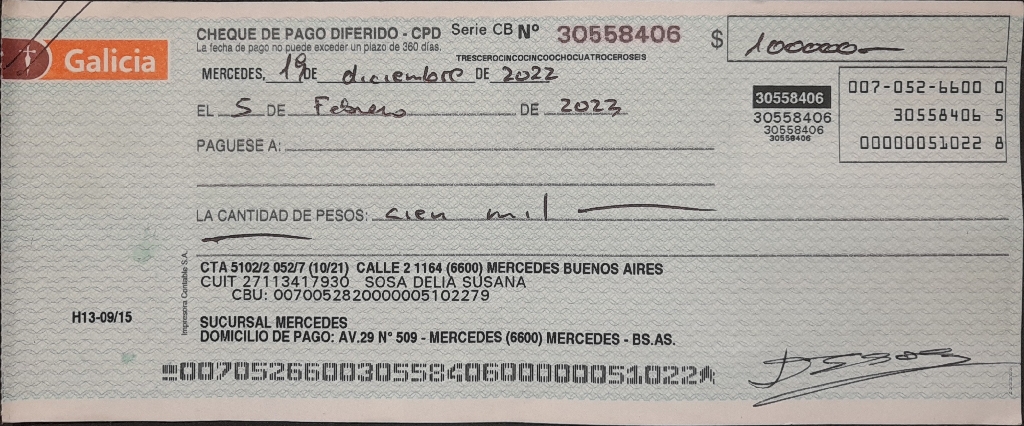 Galicia
CHEQUE DE PAGO DIFERIDO - CPD Serie CB Nº 30558406 $ 100000.-
La fecha de pago no puede exceder un plazo de 360 días.
TRESCEROCINCOCINCOOCHOCUATROCEROSEIS
MERCEDES, 19 DE diciembre DE 2022
EL 5 DE Febrero DE 2023
30558406
30558406
30558406
30558406
007-052-6600 0
30558406 5
00000051022 8
PAGUESE A:
LA CANTIDAD DE PESOS: cien mil
CTA 5102/2 052/7 (10/21) CALLE 2 1164 (6600) MERCEDES BUENOS AIRES
CUIT 27113417930 SOSA DELIA SUSANA
CBU: 0070052820000005102279
Impresora Contable S.A.
H13-09/15
SUCURSAL MERCEDES
DOMICILIO DE PAGO: AV.29 N° 509 - MERCEDES (6600) MERCEDES - BS.AS.
00705266003055840600000051022